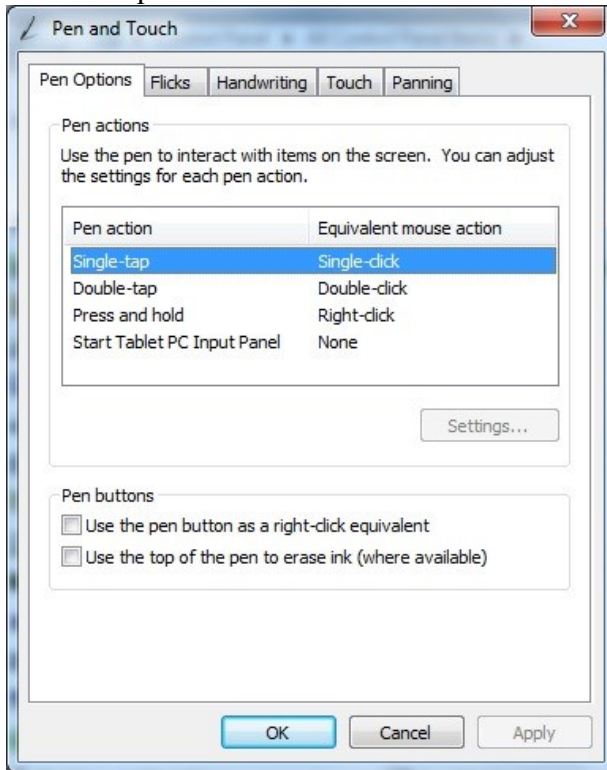 Pen and Touch
Pen Options Flicks Handwriting Touch Panning
Pen actions
Use the pen to interact with items on the screen. You can adjust
the settings for each pen action.
Pen action Equivalent mouse action
Single-tap Single-click
Double-tap Double-click
Press and hold Right-click
Start Tablet PC Input Panel None
Settings...
Pen buttons
Use the pen button as a right-click equivalent
Use the top of the pen to erase ink (where available)
OK Cancel Apply